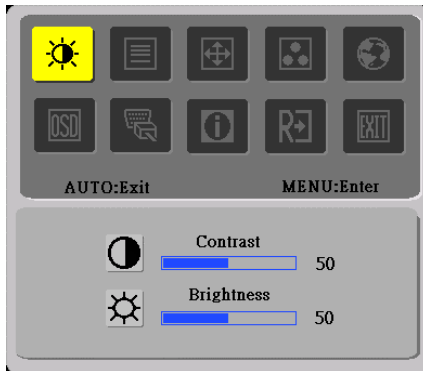 OSD i R EXIT
AUTO:Exit MENU:Enter
Contrast
50
Brightness
50